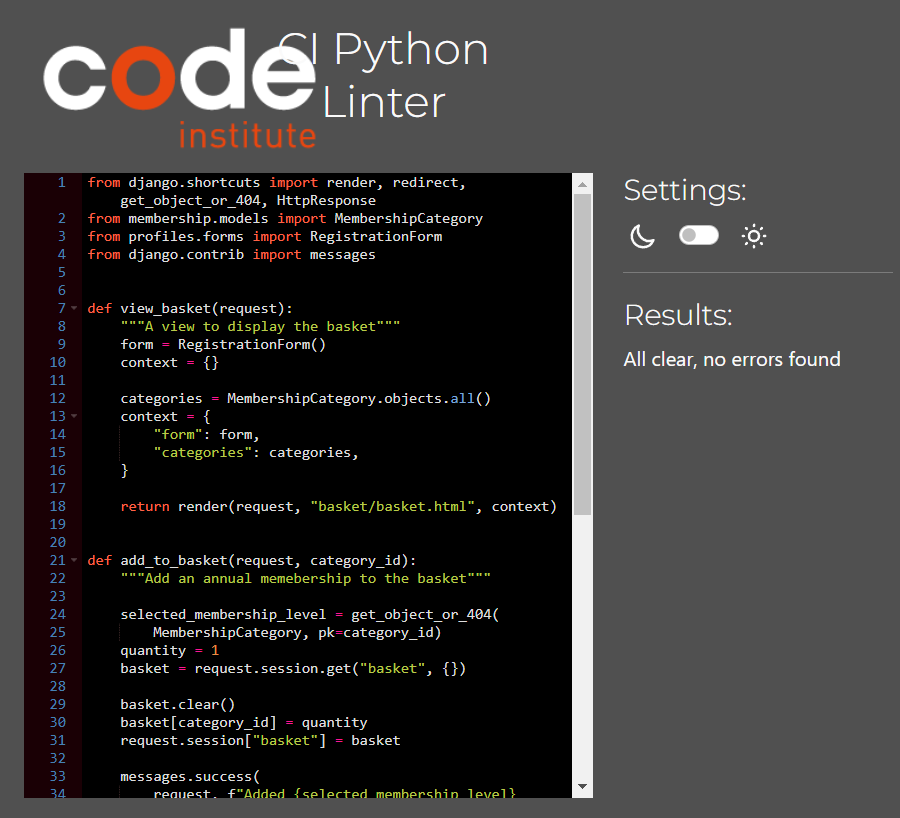 code
institute
CI Python
Linter
1 from django.shortcuts import render, redirect,
get_object_or_404, HttpResponse
2 from membership.models import MembershipCategory
3 from profiles.forms import RegistrationForm
4 from django.contrib import messages
5
6
7 def view_basket(request):
8 """A view to display the basket"""
9 form = RegistrationForm()
10 context = {}
11
12 categories = MembershipCategory.objects.all()
13 context = {
14 "form": form,
15 "categories": categories,
16 }
17
18 return render(request, "basket/basket.html", context)
19
20
21 def add_to_basket(request, category_id):
22 """Add an annual memebership to the basket"""
23
24 selected_membership_level = get_object_or_404(
25 MembershipCategory, pk=category_id)
26 quantity = 1
27 basket = request.session.get("basket", {})
28
29 basket.clear()
30 basket[category_id] = quantity
31 request.session["basket"] = basket
32
33 messages.success(
34 request, f"Added {selected_membership_level}
Settings:
Results:
All clear, no errors found